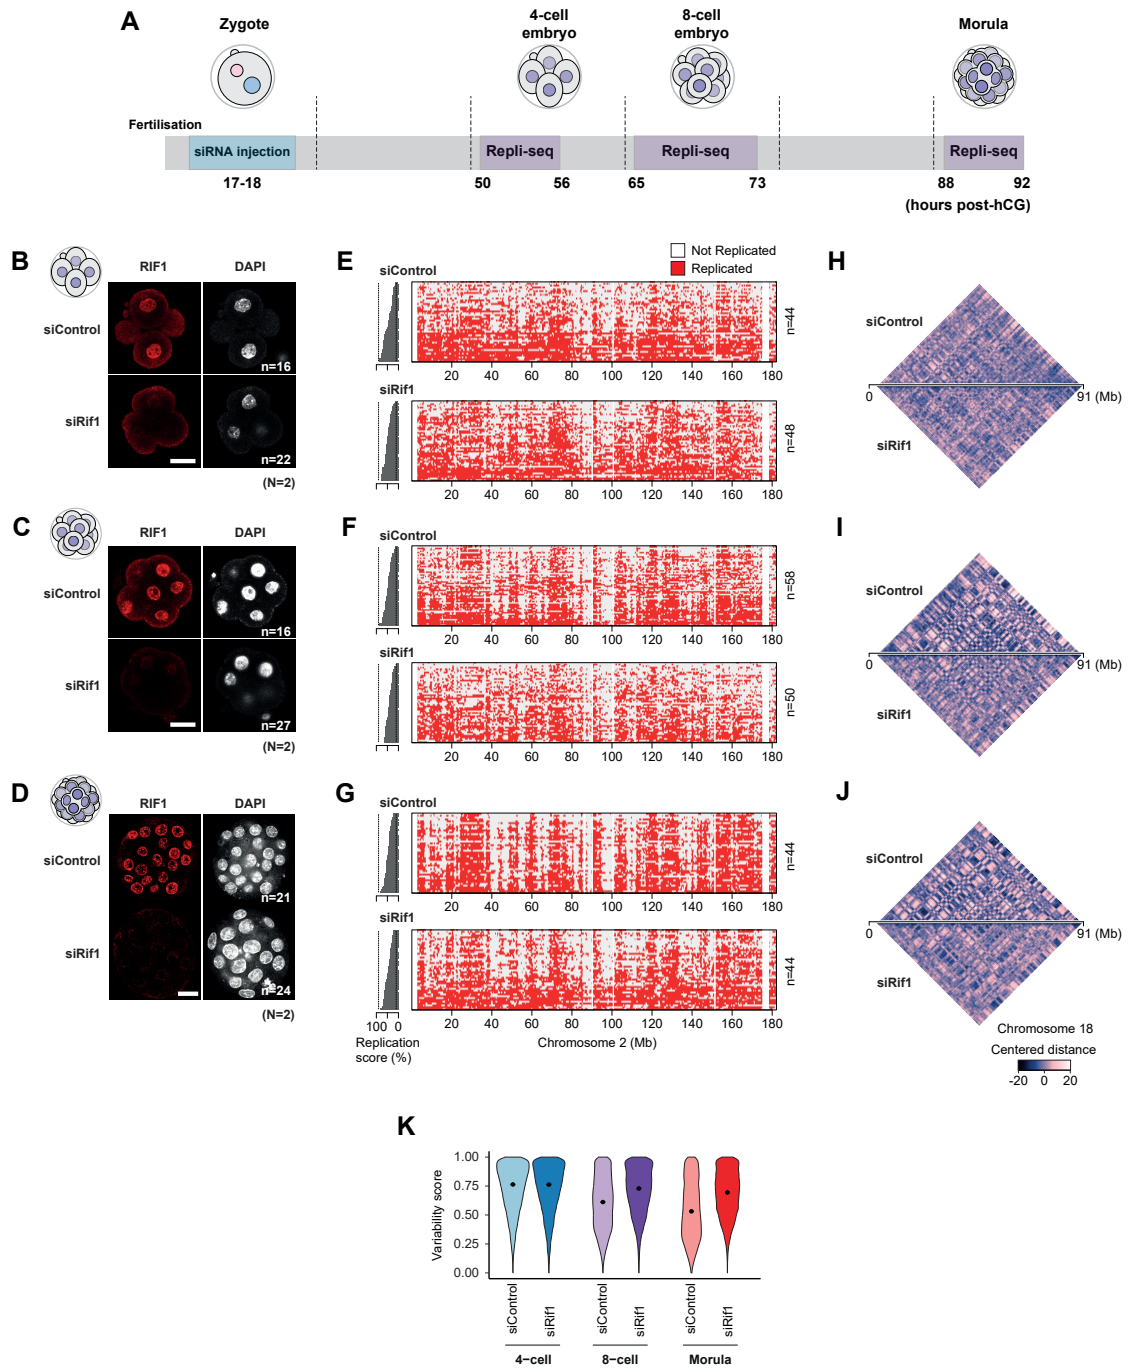 A
Zygote
4-cell
embryo
8-cell
embryo
Morula
Fertilisation
siRNA injection
Repli-seq
Repli-seq
Repli-seq
17-18
50
56
65
73
88
92
(hours post-hCG)
B
RIF1
DAPI
siControl
n=16
siRif1
n=22
(N=2)
C
RIF1
DAPI
siControl
n=16
siRif1
n=27
(N=2)
D
RIF1
DAPI
siControl
n=21
siRif1
n=24
(N=2)
Not Replicated
Replicated
E
siControl
n=44
20 40 60 80 100 120 140 160 180
siRif1
n=48
20 40 60 80 100 120 140 160 180
F
siControl
n=58
20 40 60 80 100 120 140 160 180
siRif1
n=50
20 40 60 80 100 120 140 160 180
G
siControl
n=44
20 40 60 80 100 120 140 160 180
siRif1
n=44
100 0
20 40 60 80 100 120 140 160 180
Replication
score (%)
Chromosome 2 (Mb)
H
siControl
0
91 (Mb)
siRif1
I
siControl
0
91 (Mb)
siRif1
J
siControl
0
91 (Mb)
siRif1
Chromosome 18
Centered distance
-20 0 20
K
Variability score
1.00
0.75
0.50
0.25
0.00
siControl
siRif1
siControl
siRif1
siControl
siRif1
4−cell
8−cell
Morula